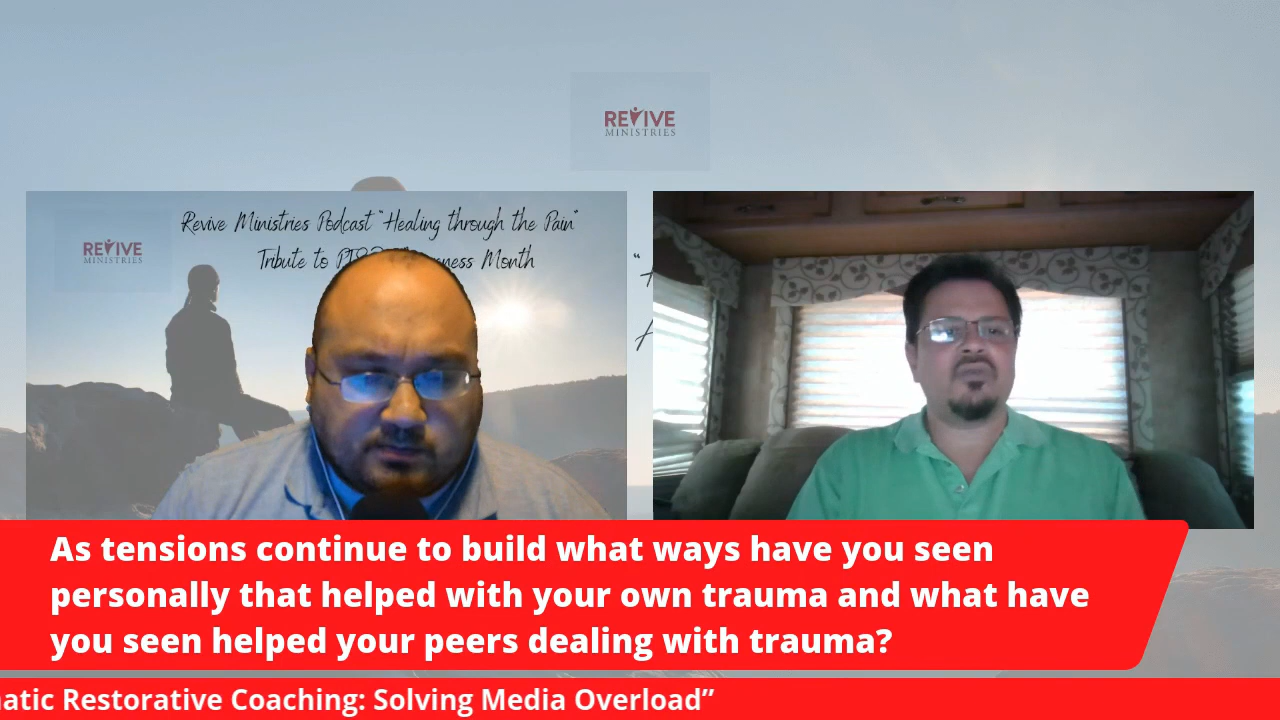 REVIVE
MINISTRIES
Revive Ministries Podcast "Healing through the Pain"
Tribute to Month
REVIVE
MINISTRIES
As tensions continue to build what ways have you seen
personally that helped with your own trauma and what have
you seen helped your peers dealing with trauma?
Restorative Coaching: Solving Media Overload”